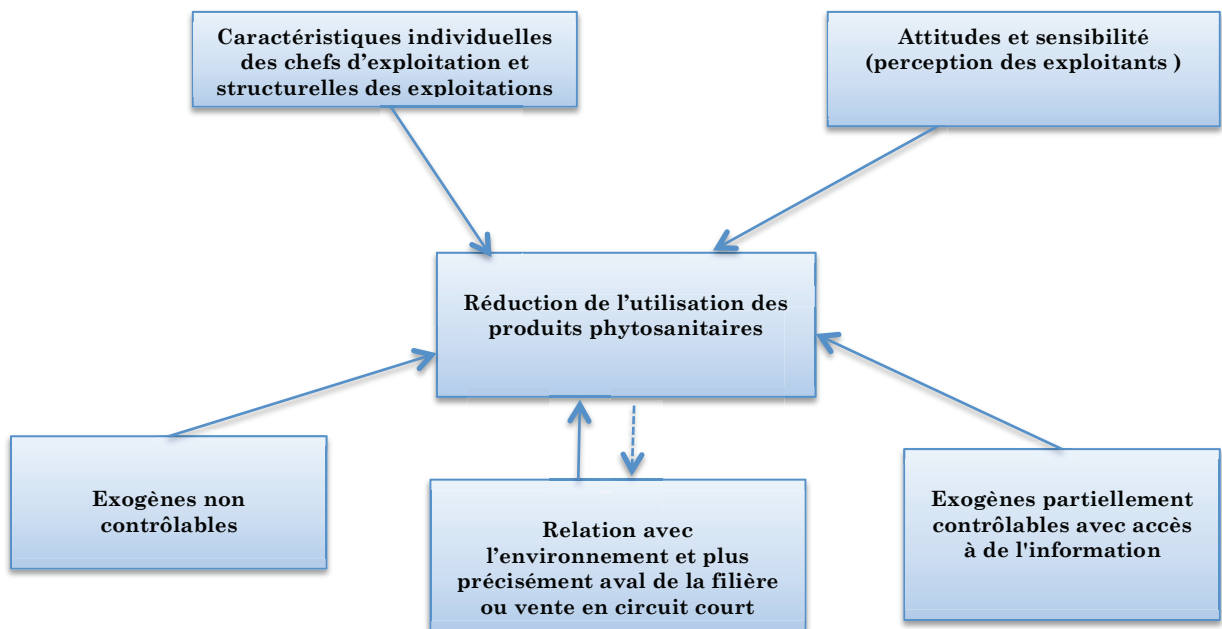 Caractéristiques individuelles
des chefs d'exploitation et
structurelles des exploitations
Attitudes et sensibilité
(perception des exploitants )
Réduction de l'utilisation des
produits phytosanitaires
Exogènes non
contrôlables
Relation avec
l'environnement et plus
précisément aval de la filière
ou vente en circuit court
Exogènes partiellement
contrôlables avec accès
à de l'information